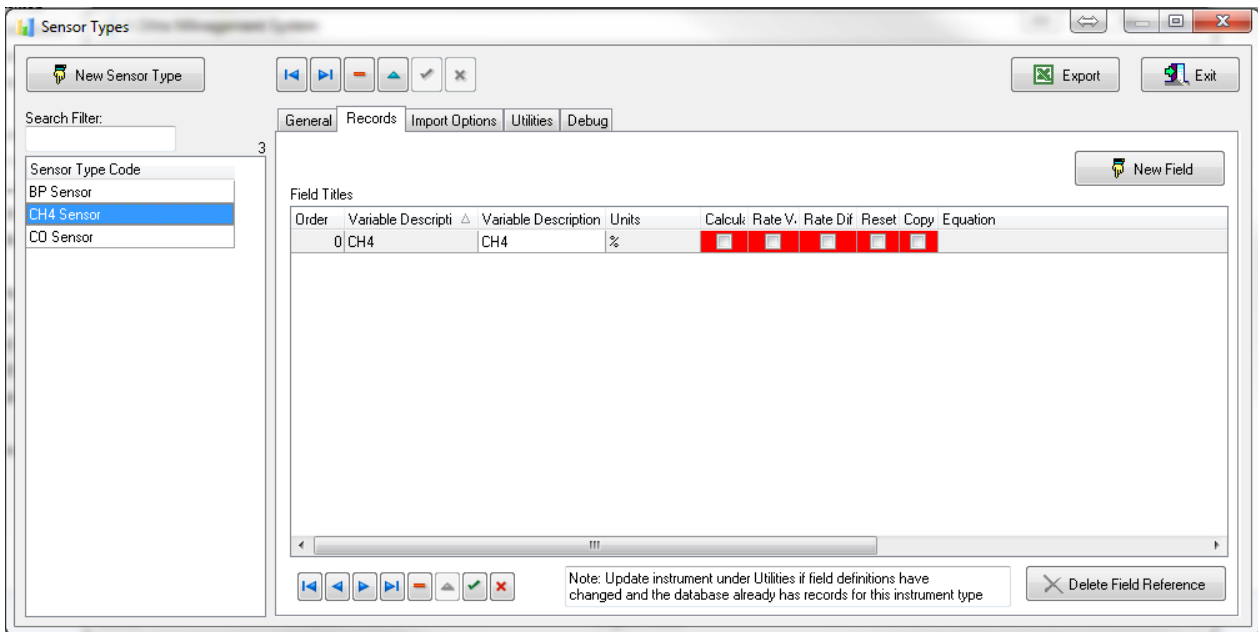 Sensor Types
New Sensor Type
Export
Exit
Search Filter:
3
General Records Import Options Utilities Debug
New Field
Sensor Type Code
BP Sensor
CH4 Sensor
CO Sensor
Field Titles
Order Variable Descripti Variable Description Units Calcula Rate V. Rate Dif Reset Copy Equation
0 CH4 CH4 %
Note: Update instrument under Utilities if field definitions have
changed and the database already has records for this instrument type
Delete Field Reference